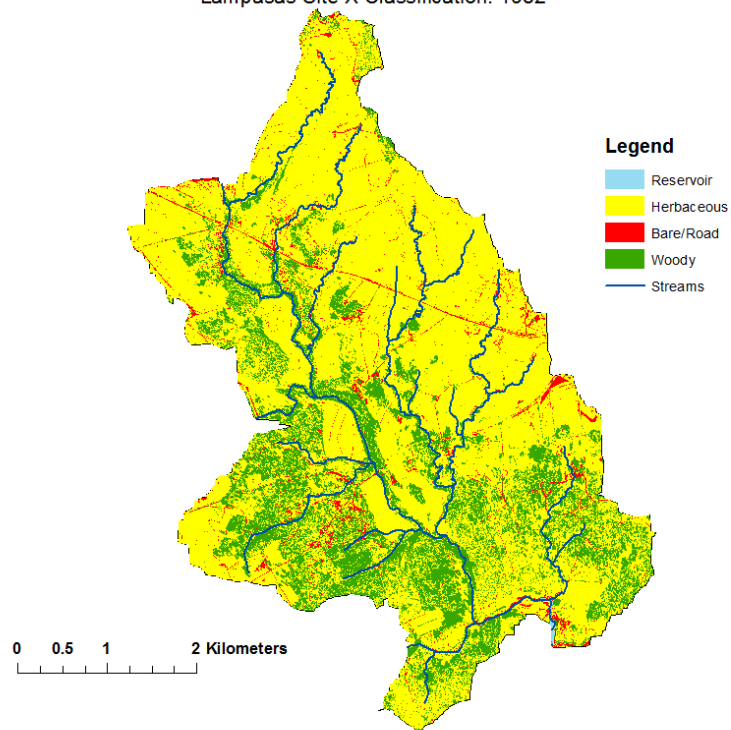 Legend
Reservoir
Herbaceous
Bare/Road
Woody
Streams
0 0.5 1 2 Kilometers